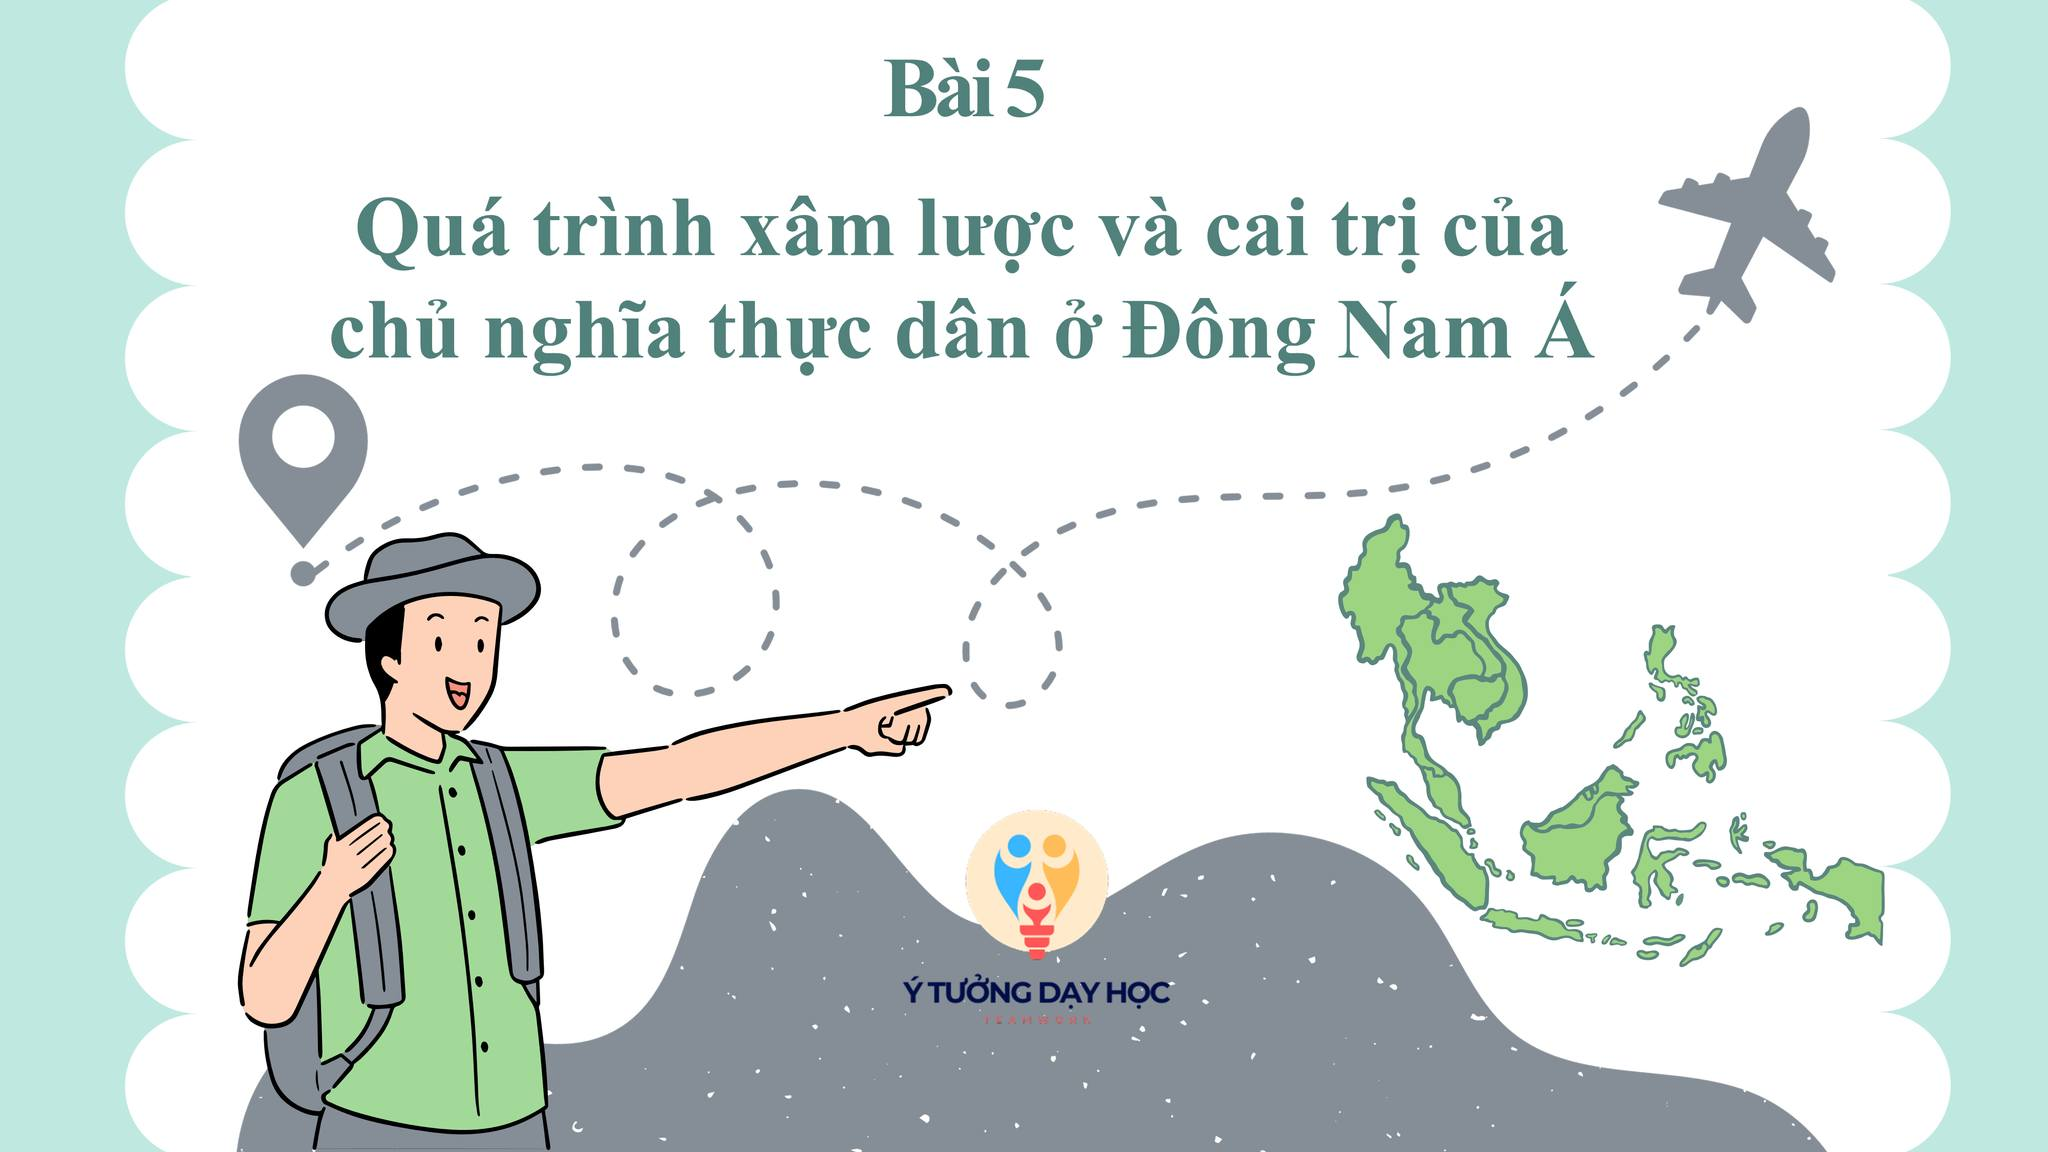 Bài 5
Quá trình xâm lược và cai trị của
chủ nghĩa thực dân ở Đông Nam Á
Ý TƯỞNG DẠY HỌC
TEAMWORK